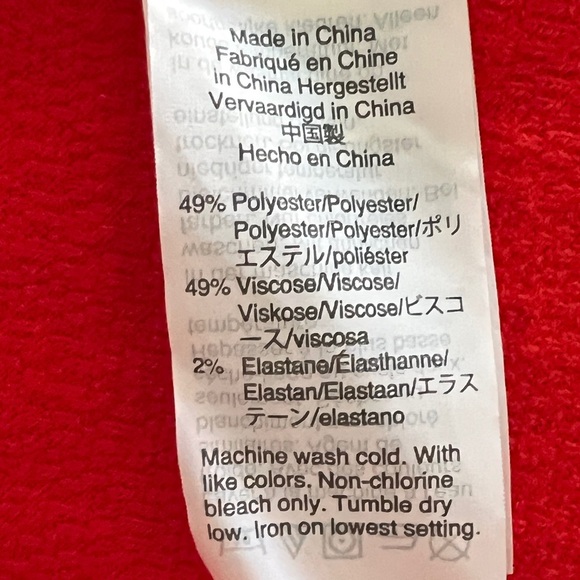 Made in China
Fabriqué en Chine
in China Hergestellt
Vervaardigd in China
中国製
Hecho en China
49% Polyester/Polyester/
Polyester/Polyester/ポリ
エステル/poliéster
49% Viscose/Viscose/
Viskose/Viscose/ビスコ
ース/viscosa
2% Elastane/Élasthanne/
Elastan/Elastaan/エラス
テーン/elastano
Machine wash cold. With
like colors. Non-chlorine
bleach only. Tumble dry
low. Iron on lowest setting.